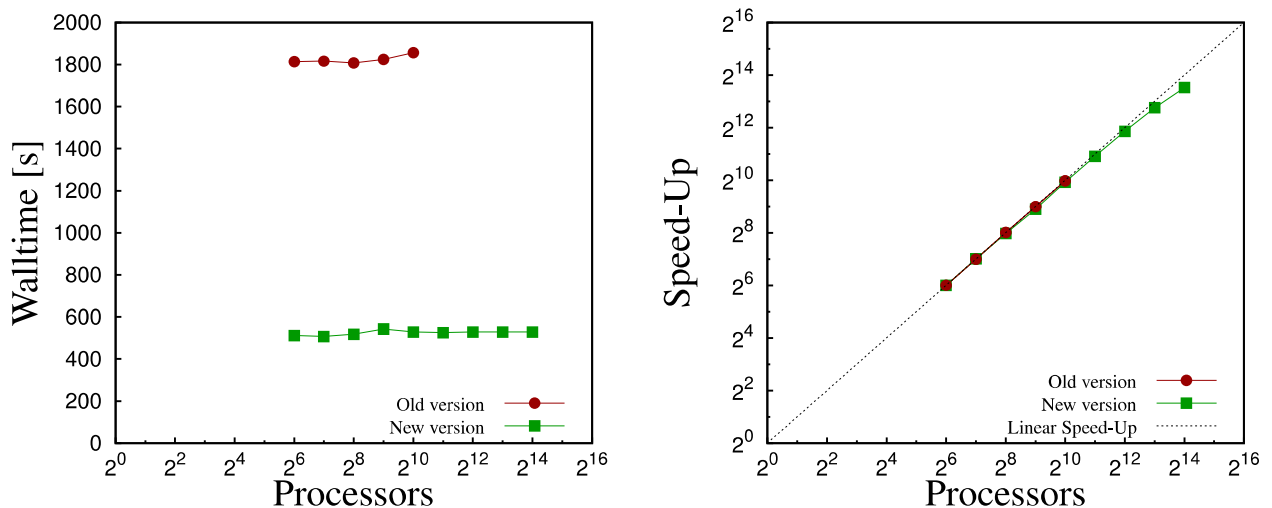 2000
1800
1600
1400
1200
1000
800
600
400
200
0
Walltime [s]
Old version
New version
2^0 2^2 2^4 2^6 2^8 2^10 2^12 2^14 2^16
Processors
2^16
2^14
2^12
2^10
2^8
2^6
2^4
2^2
2^0
Speed-Up
Old version
New version
Linear Speed-Up
2^0 2^2 2^4 2^6 2^8 2^10 2^12 2^14 2^16
Processors